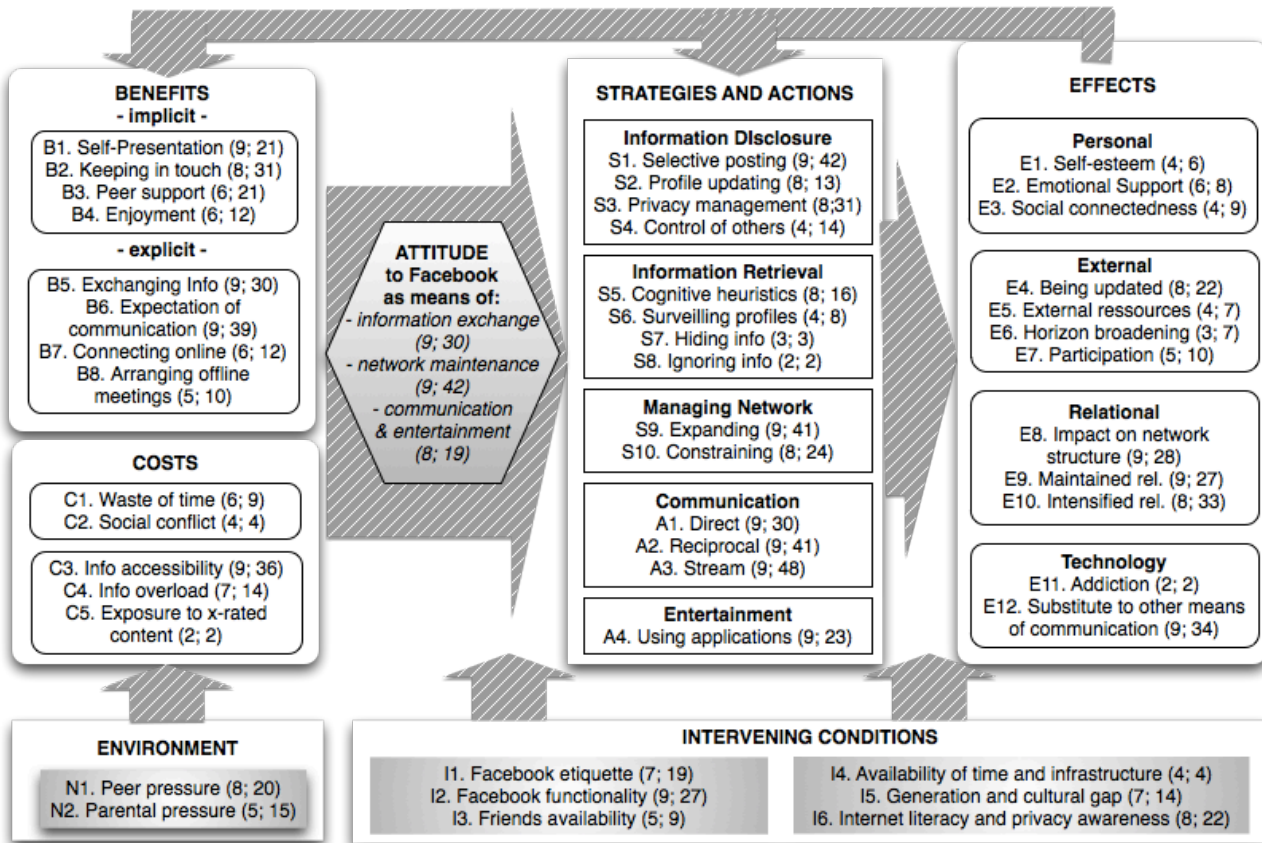 BENEFITS
- implicit -
B1. Self-Presentation (9; 21)
B2. Keeping in touch (8; 31)
B3. Peer support (6; 21)
B4. Enjoyment (6; 12)
- explicit -
B5. Exchanging Info (9; 30)
B6. Expectation of
communication (9; 39)
B7. Connecting online (6; 12)
B8. Arranging offline
meetings (5; 10)
COSTS
C1. Waste of time (6; 9)
C2. Social conflict (4; 4)
C3. Info accessibility (9; 36)
C4. Info overload (7; 14)
C5. Exposure to x-rated
content (2; 2)
ENVIRONMENT
N1. Peer pressure (8; 20)
N2. Parental pressure (5; 15)
ATTITUDE
to Facebook
as means of:
- information exchange
(9; 30)
- network maintenance
(9; 42)
- communication
& entertainment
(8; 19)
STRATEGIES AND ACTIONS
Information DIsclosure
S1. Selective posting (9; 42)
S2. Profile updating (8; 13)
S3. Privacy management (8;31)
S4. Control of others (4; 14)
Information Retrieval
S5. Cognitive heuristics (8; 16)
S6. Surveilling profiles (4; 8)
S7. Hiding info (3; 3)
S8. Ignoring info (2; 2)
Managing Network
S9. Expanding (9; 41)
S10. Constraining (8; 24)
Communication
A1. Direct (9; 30)
A2. Reciprocal (9; 41)
A3. Stream (9; 48)
Entertainment
A4. Using applications (9; 23)
EFFECTS
Personal
E1. Self-esteem (4; 6)
E2. Emotional Support (6; 8)
E3. Social connectedness (4; 9)
External
E4. Being updated (8; 22)
E5. External ressources (4; 7)
E6. Horizon broadening (3; 7)
E7. Participation (5; 10)
Relational
E8. Impact on network
structure (9; 28)
E9. Maintained rel. (9; 27)
E10. Intensified rel. (8; 33)
Technology
E11. Addiction (2; 2)
E12. Substitute to other means
of communication (9; 34)
INTERVENING CONDITIONS
I1. Facebook etiquette (7; 19)
I2. Facebook functionality (9; 27)
I3. Friends availability (5; 9)
I4. Availability of time and infrastructure (4; 4)
I5. Generation and cultural gap (7; 14)
I6. Internet literacy and privacy awareness (8; 22)